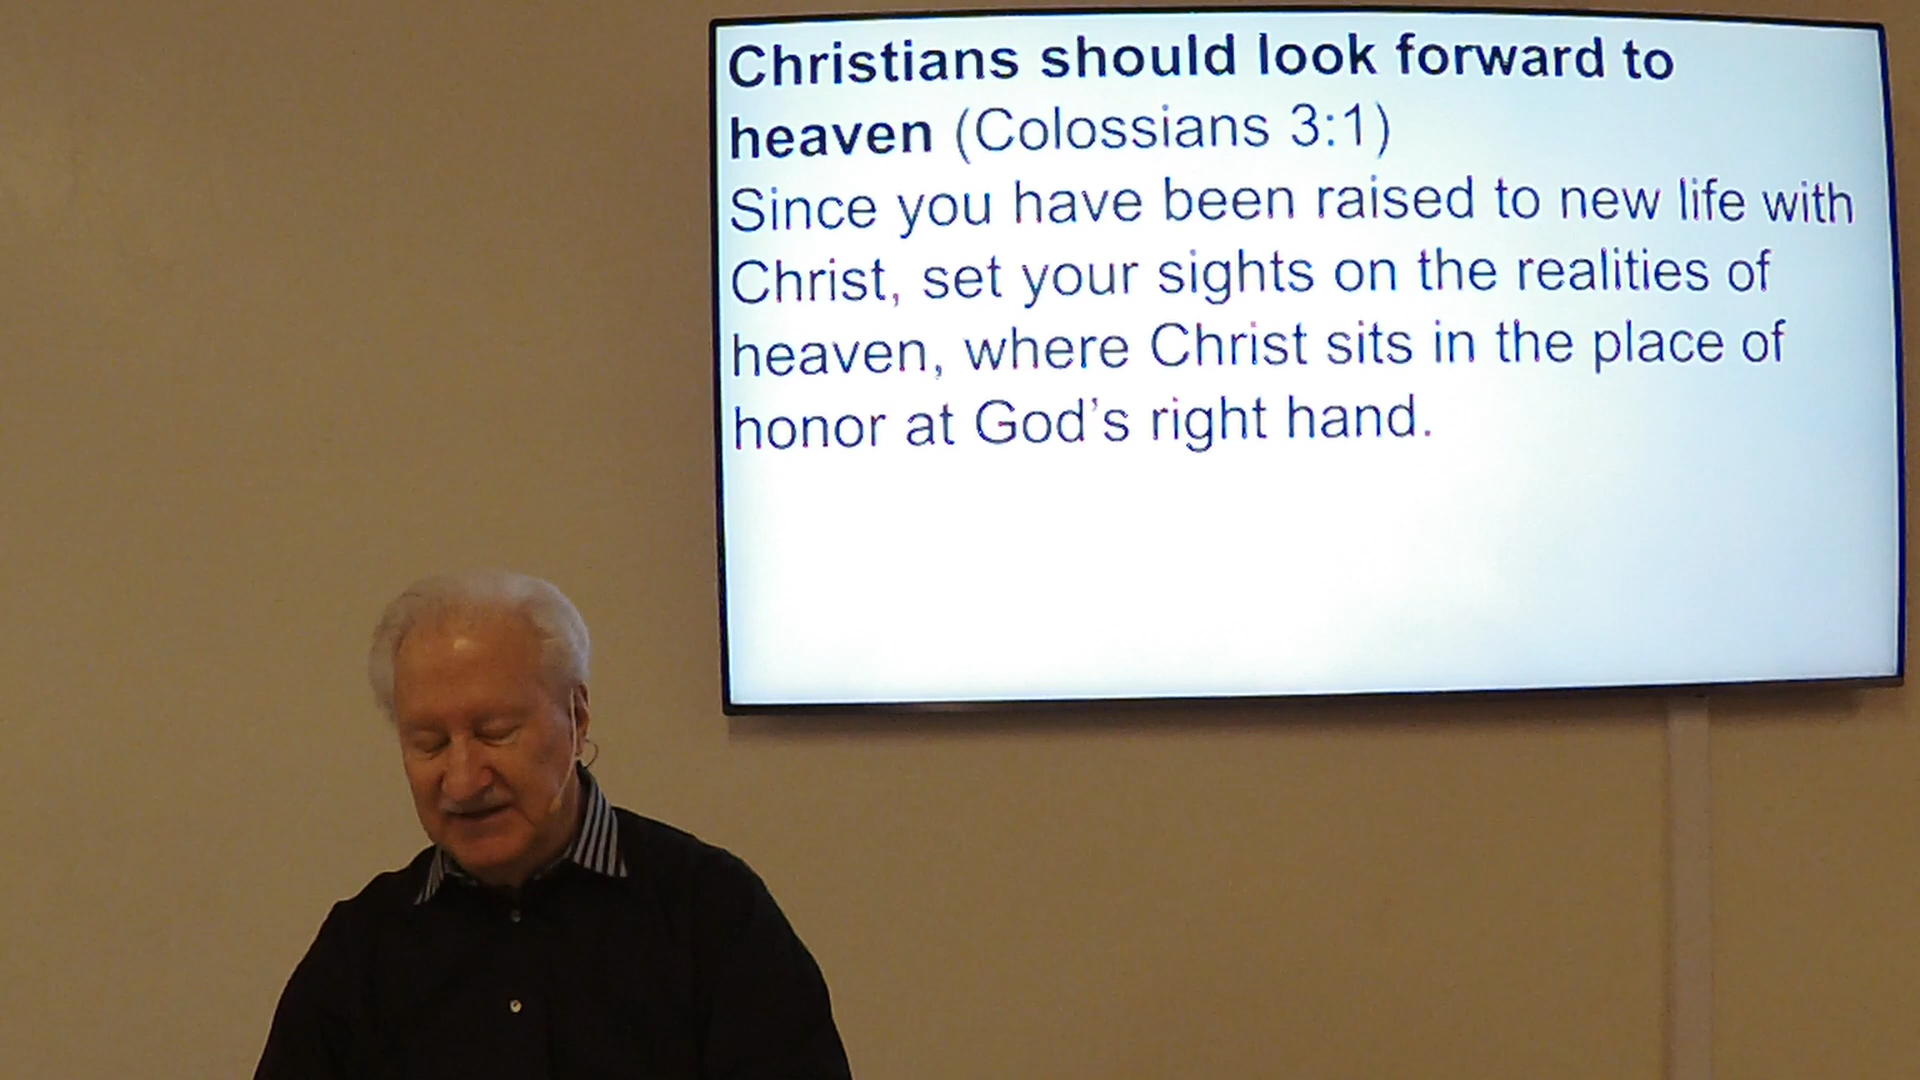 Christians should look forward to
heaven (Colossians 3:1)
Since you have been raised to new life with
Christ, set your sights on the realities of
heaven, where Christ sits in the place of
honor at God's right hand.